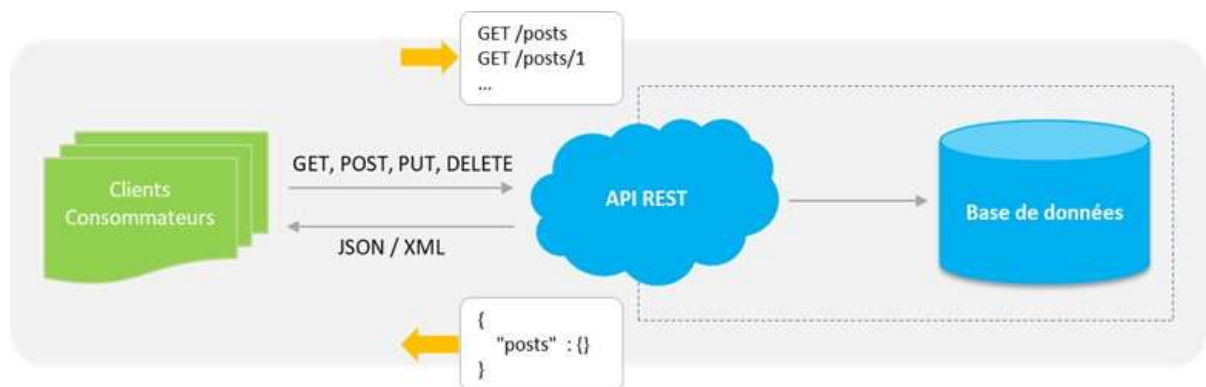 GET /posts
GET /posts/1
...
Clients
Consommateurs
GET, POST, PUT, DELETE
JSON / XML
API REST
Base de données
{
"posts" : {}
}